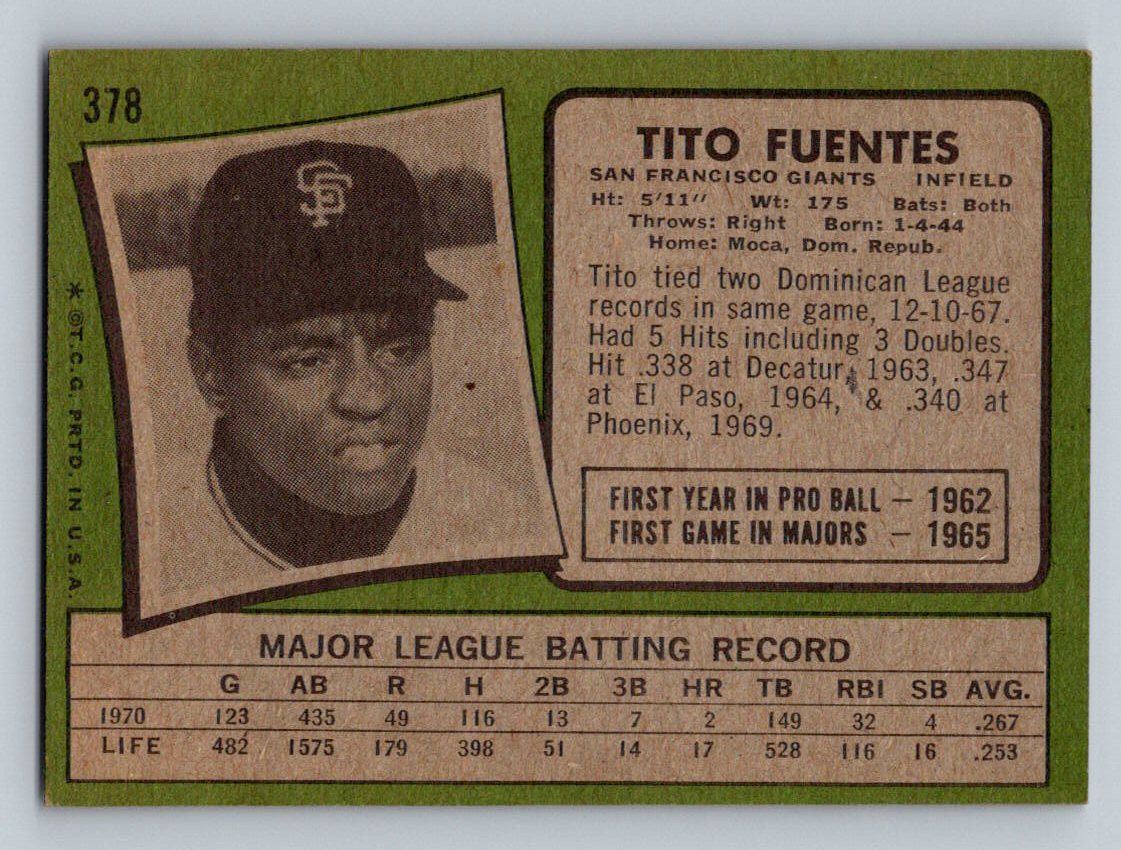 378
TITO FUENTES
SAN FRANCISCO GIANTS INFIELD
Ht: 5'11" Wt: 175 Bats: Both
Throws: Right Born: 1-4-44
Home: Moca, Dom. Repub.
Tito tied two Dominican League
records in same game, 12-10-67.
Had 5 Hits including 3 Doubles.
Hit .338 at Decatur, 1963, .347
at El Paso, 1964, & .340 at
Phoenix, 1969.
FIRST YEAR IN PRO BALL — 1962
FIRST GAME IN MAJORS — 1965
SF
* © T.C.G. PRTD. IN U.S.A.
MAJOR LEAGUE BATTING RECORD
G AB R H 2B 3B HR TB RBI SB AVG.
1970 123 435 49 116 13 7 2 149 32 4 .267
LIFE 482 1575 179 398 51 14 17 528 116 16 .253